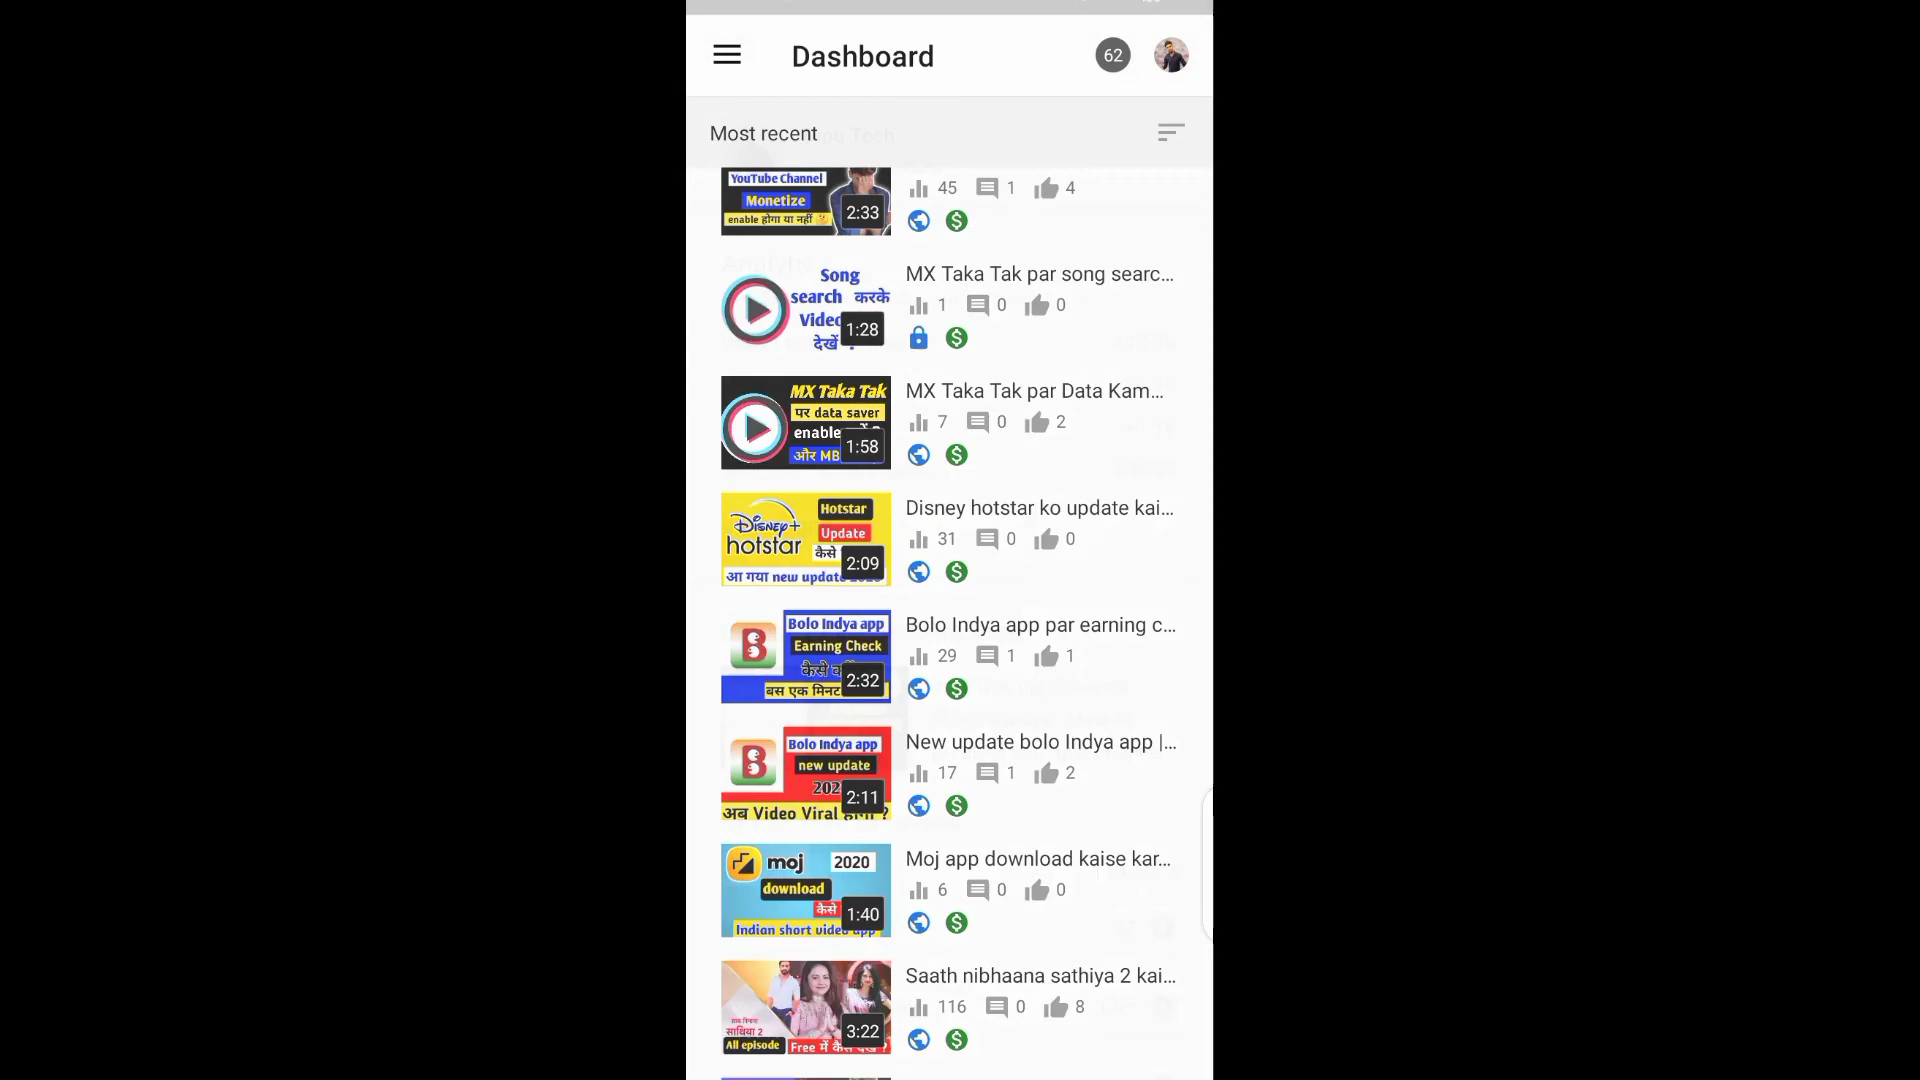 Dashboard
62
Most recent
YouTube Channel
Monetize
enable होगा या नहीं
2:33
45 1 4
Song
search करके
Video
देखें ?
1:28
MX Taka Tak par song searc...
1 0 0
MX Taka Tak
पर data saver
enable
और MB
1:58
MX Taka Tak par Data Kam...
7 0 2
Disney+
hotstar
Hotstar
Update
कैसे
आ गया new update
2:09
Disney hotstar ko update kai...
31 0 0
Bolo Indya app
Earning Check
कैसे
बस एक मिनट
2:32
Bolo Indya app par earning c...
29 1 1
Bolo Indya app
new update
202
अब Video Viral होगा ?
2:11
New update bolo Indya app |...
17 1 2
moj
2020
download
कैसे
Indian short video app
1:40
Moj app download kaise kar...
6 0 0
साथ निभाना
साथिया 2
All episode
Free में कैसे देखें ?
3:22
Saath nibhaana sathiya 2 kai...
116 0 8